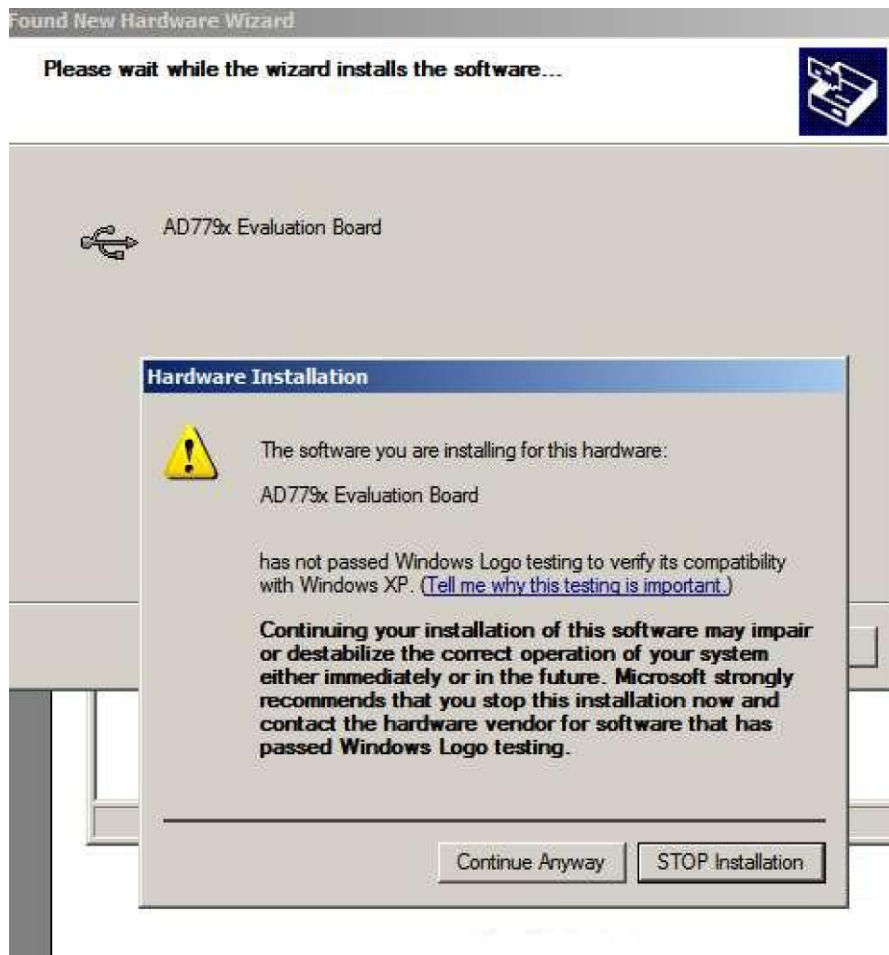 Found New Hardware Wizard
Please wait while the wizard installs the software...
AD779x Evaluation Board
Hardware Installation
The software you are installing for this hardware:
AD779x Evaluation Board
has not passed Windows Logo testing to verify its compatibility
with Windows XP. (Tell me why this testing is important.)
Continuing your installation of this software may impair
or destabilize the correct operation of your system
either immediately or in the future. Microsoft strongly
recommends that you stop this installation now and
contact the hardware vendor for software that has
passed Windows Logo testing.
Continue Anyway
STOP Installation